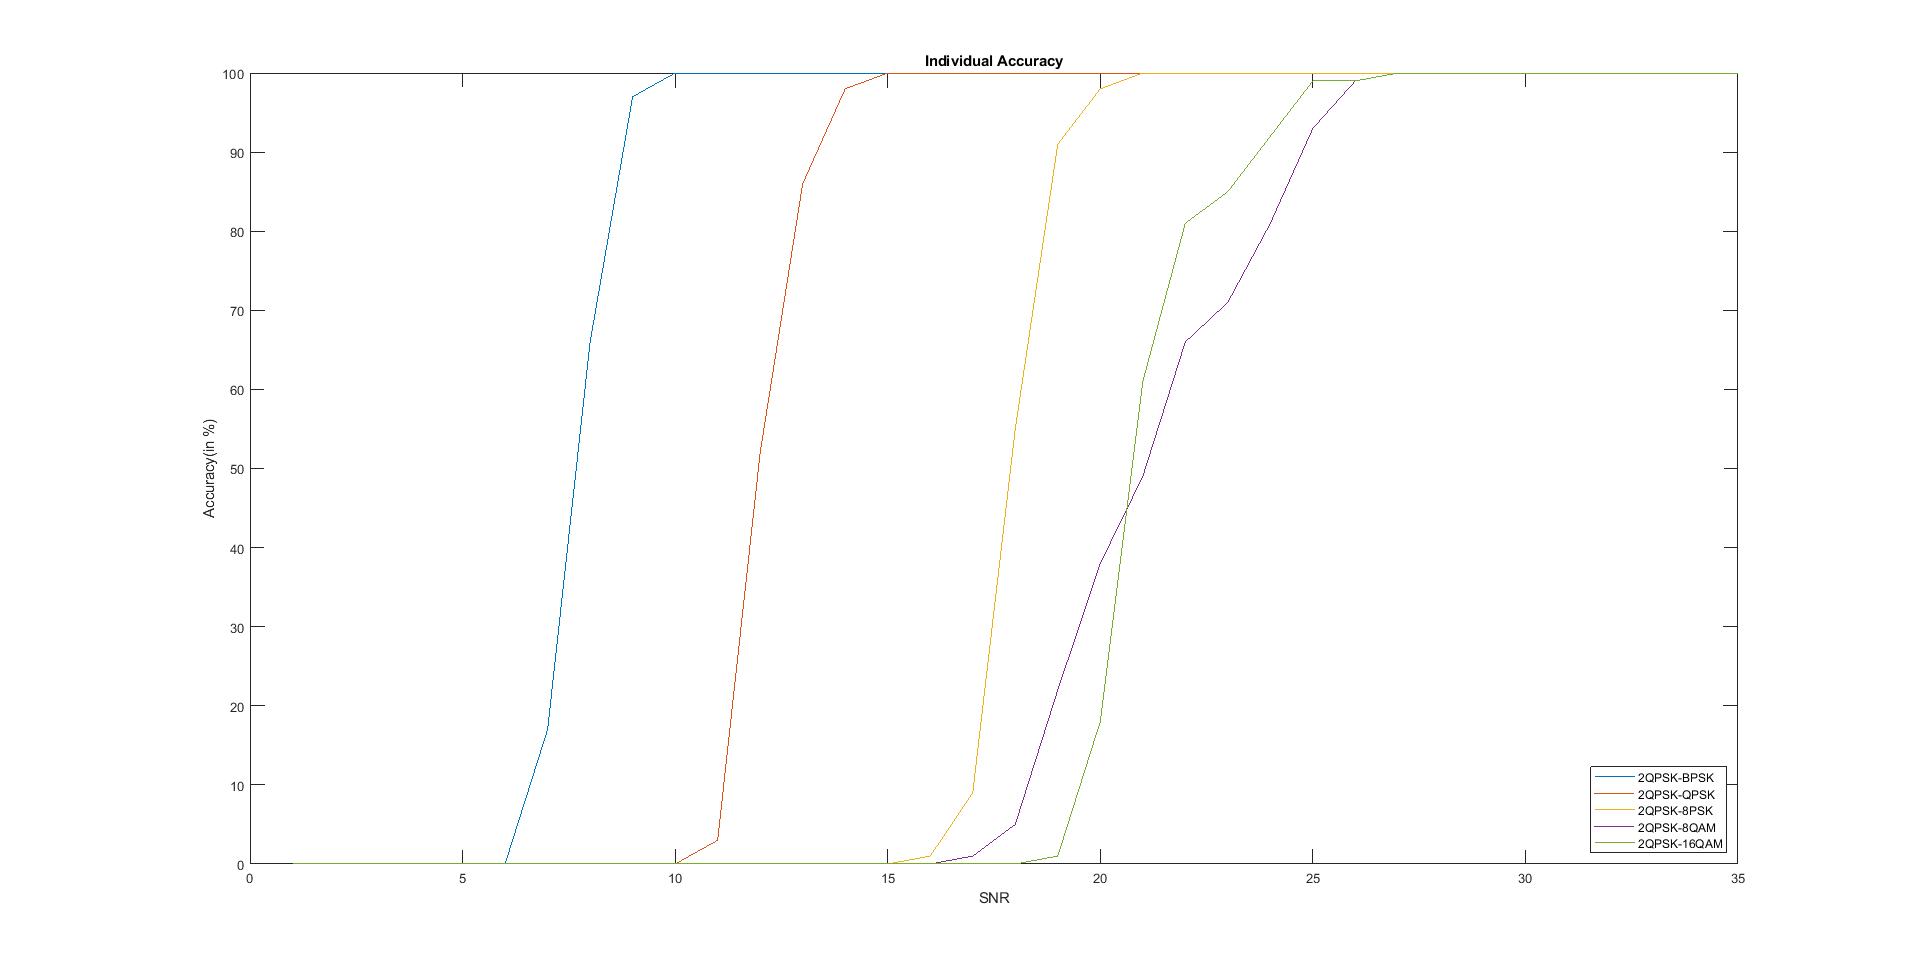 Individual Accuracy
100
90
80
70
60
50
40
30
20
10
0
Accuracy(in %)
0 5 10 15 20 25 30 35
SNR
2QPSK-BPSK
2QPSK-QPSK
2QPSK-8PSK
2QPSK-8QAM
2QPSK-16QAM